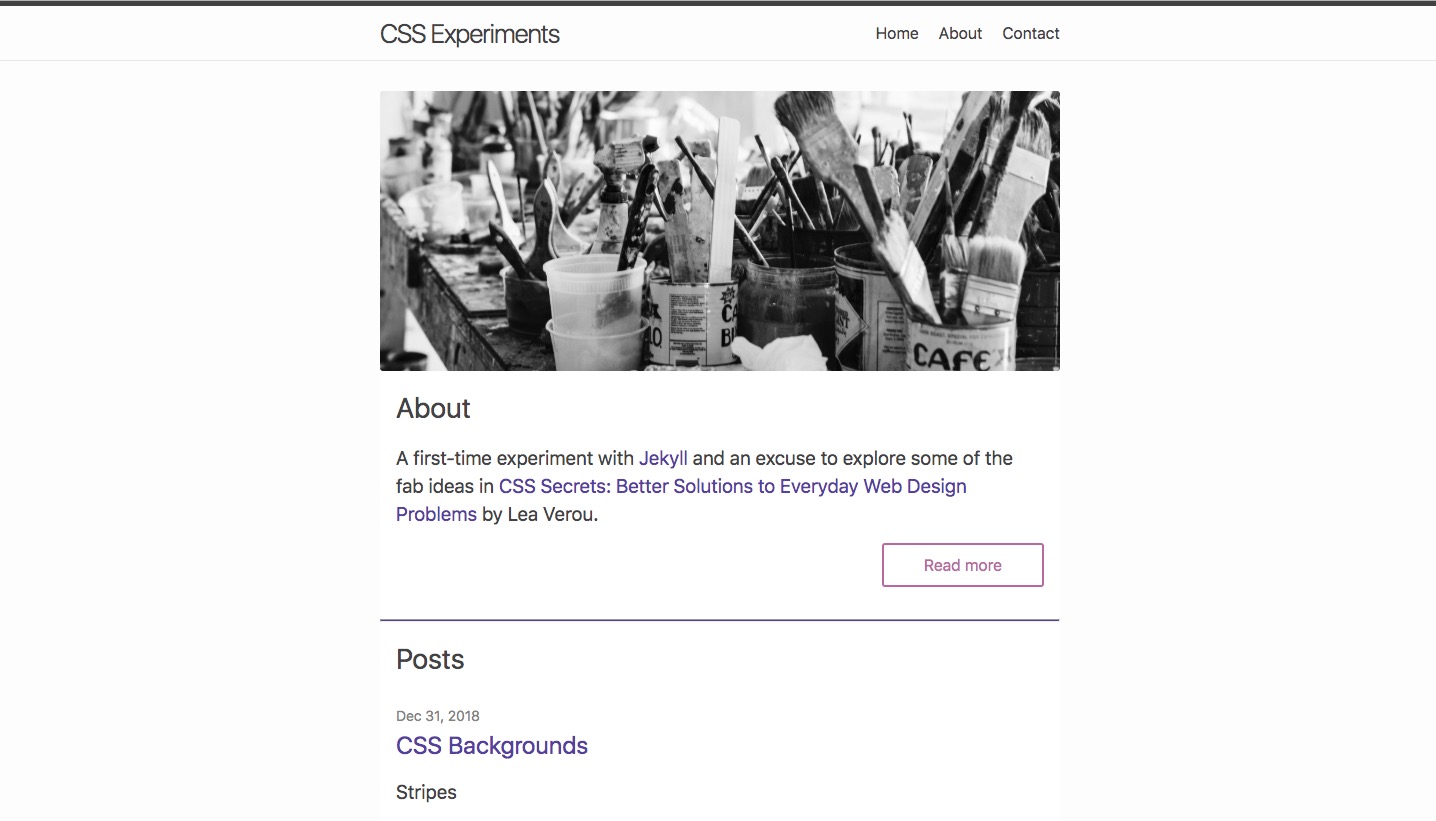 CSS Experiments
Home About Contact
CAFE
About
A first-time experiment with Jekyll and an excuse to explore some of the
fab ideas in CSS Secrets: Better Solutions to Everyday Web Design
Problems by Lea Verou.
Read more
Posts
Dec 31, 2018
CSS Backgrounds
Stripes